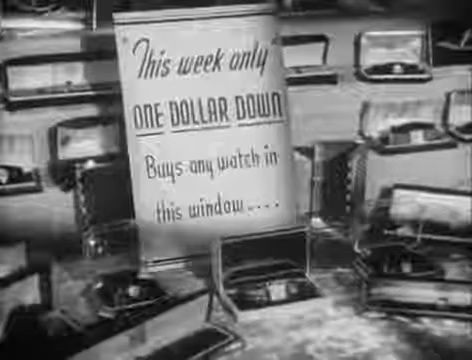 "This week only"
ONE DOLLAR DOWN
Buys any watch in
this window....